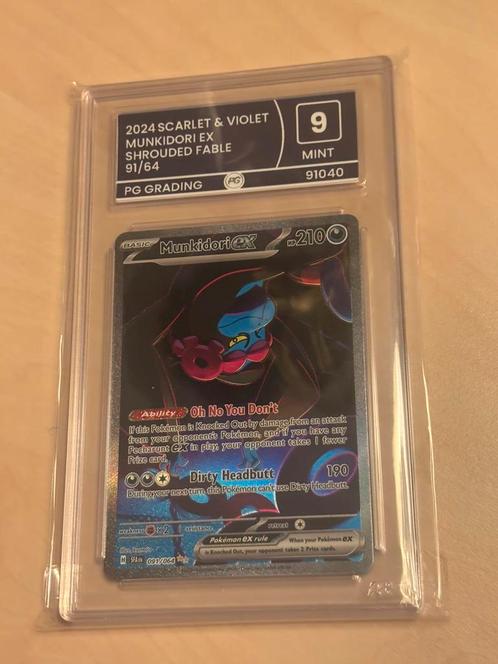 2024 SCARLET & VIOLET
MUNKIDORI EX
SHROUDED FABLE
91/64
PG GRADING
PG
9
MINT
91040
BASIC
Munkidori ex
HP 210
Ability Oh No You Don't
If this Pokémon is Knocked Out by damage from an attack
from your opponent's Pokémon, and if you have any
Pecharunt ex in play, your opponent takes 1 fewer
Prize card.
Dirty Headbutt 190
During your next turn, this Pokémon can't use Dirty Headbutt.
weakness ×2 resistance retreat
Pokémon ex rule When your Pokémon ex
is Knocked Out, your opponent takes 2 Prize cards.
H SFA EN 091/064